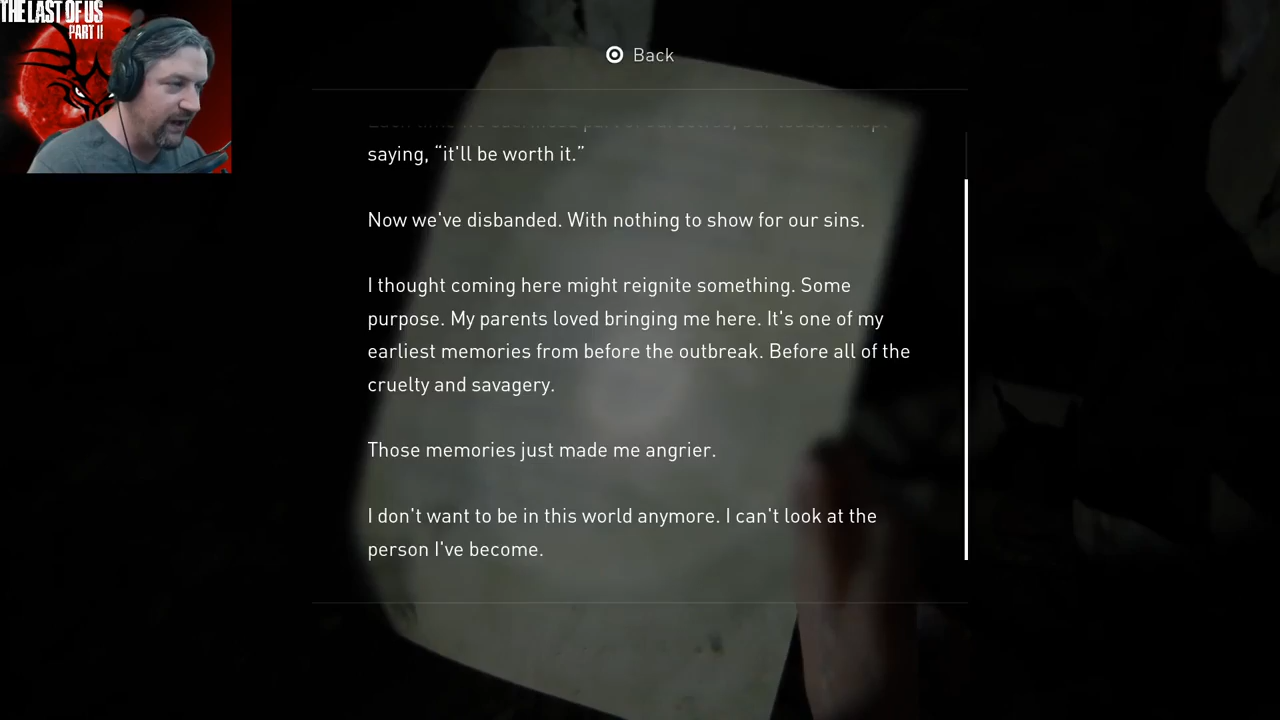 THE LAST OF US
PART II
Back
saying, “it'll be worth it.”
Now we've disbanded. With nothing to show for our sins.
I thought coming here might reignite something. Some
purpose. My parents loved bringing me here. It's one of my
earliest memories from before the outbreak. Before all of the
cruelty and savagery.
Those memories just made me angrier.
I don't want to be in this world anymore. I can't look at the
person I've become.